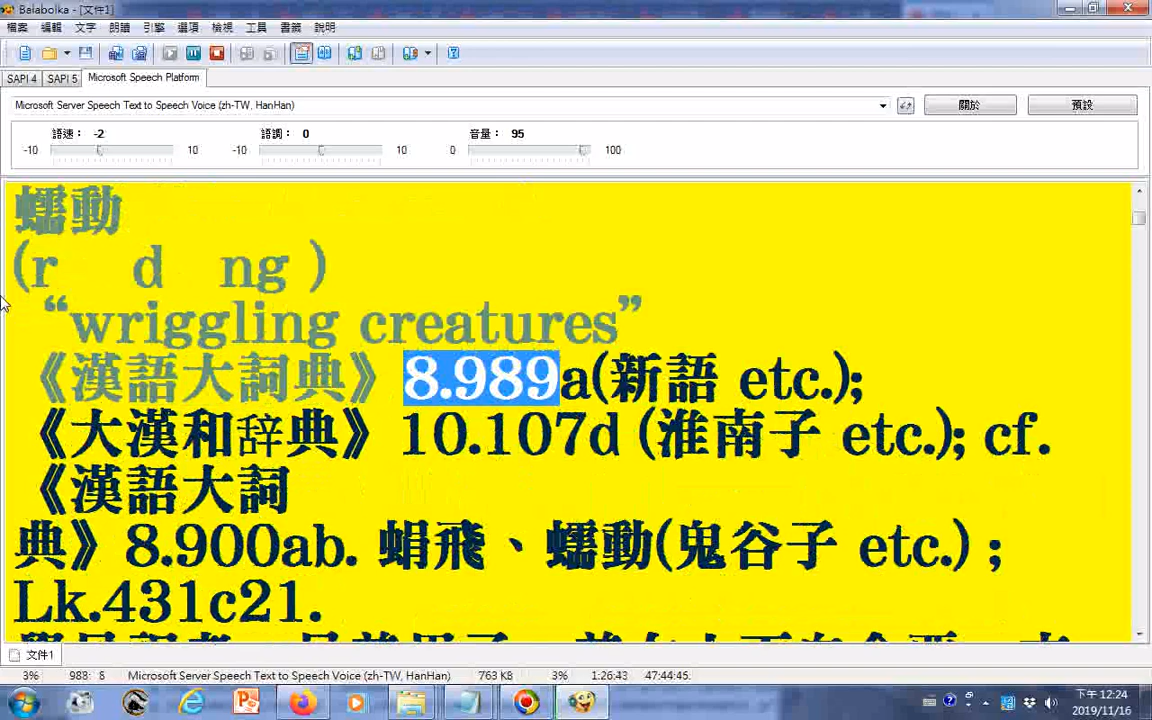 Balabolka - [文件1]
檔案 編輯 文字 朗讀 引擎 選項 檢視 工具 書籤 說明
SAPI 4 SAPI 5 Microsoft Speech Platform
Microsoft Server Speech Text to Speech Voice (zh-TW, HanHan) 關於 預設
語速： -2 語調： 0 音量： 95
-10 10 -10 10 0 100
蠕動
(r d ng )
“wriggling creatures”
《漢語大詞典》 8.989a(新語 etc.);
《大漢和辞典》 10.107d (淮南子 etc.); cf.
《漢語大詞
典》8.900ab. 蜎飛、蠕動(鬼谷子 etc.) ;
Lk.431c21.
文件1
3% 988: 8 Microsoft Server Speech Text to Speech Voice (zh-TW, HanHan) 763 KB 3% 1:26:43 47:44:45.
下午 12:24
2019/11/16